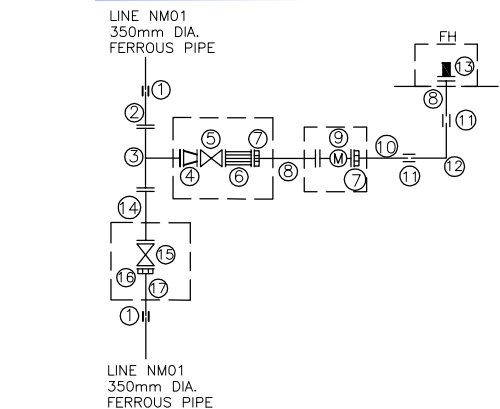 LINE NM01
350mm DIA.
FERROUS PIPE
FH
13
1
8
2
11
5
7
9
3
10
12
4
6
8
7
11
14
15
16
17
1
M
LINE NM01
350mm DIA.
FERROUS PIPE